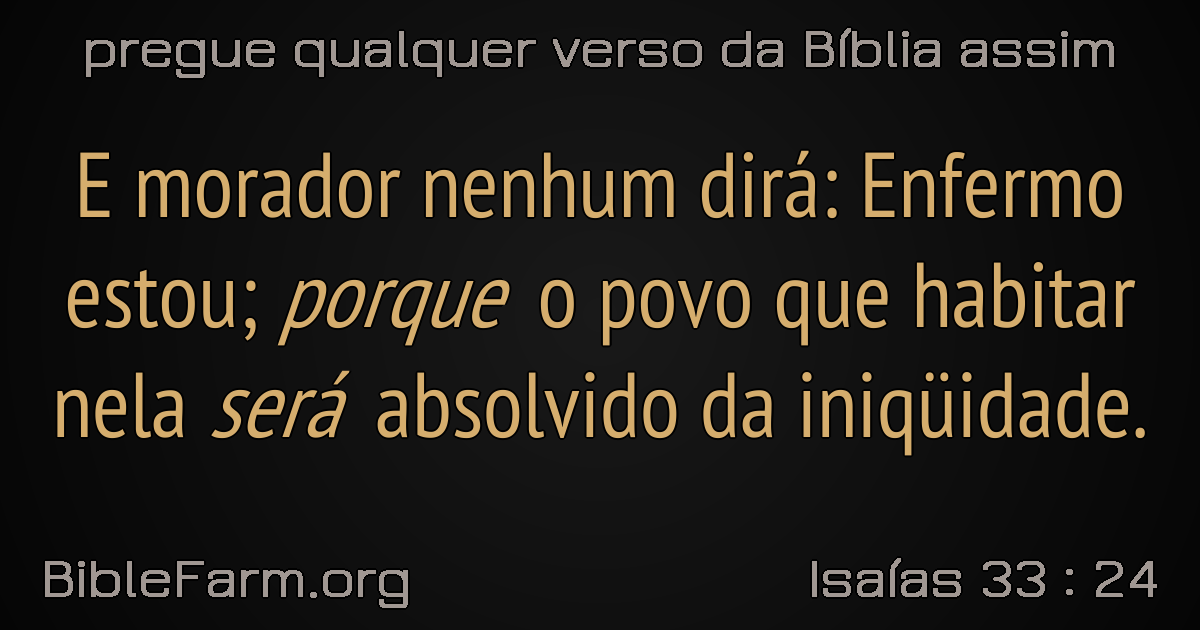 pregue qualquer verso da Bíblia assim
E morador nenhum dirá: Enfermo
estou; porque o povo que habitar
nela será absolvido da iniqüidade.
BibleFarm.org
Isaías 33 : 24